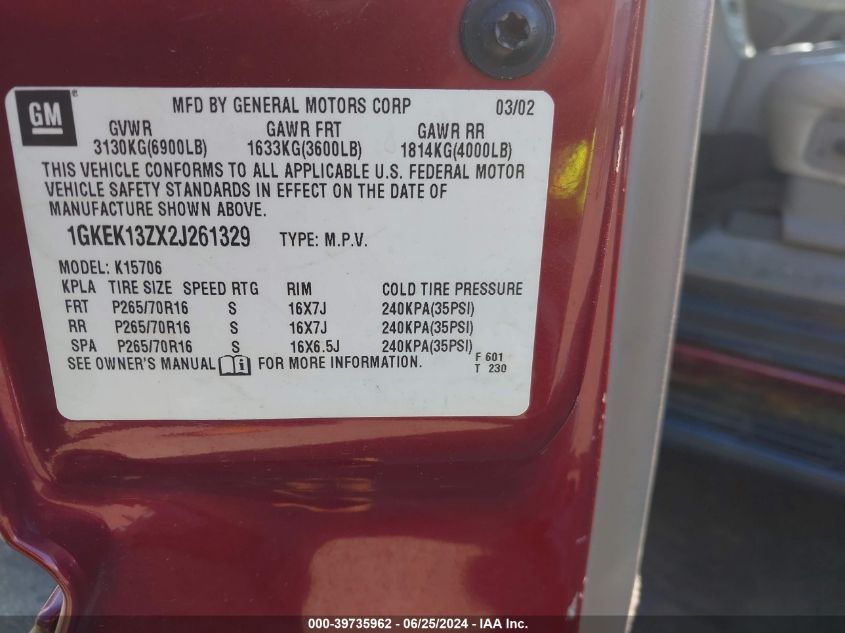 GM
MFD BY GENERAL MOTORS CORP 03/02
GVWR GAWR FRT GAWR RR
3130KG(6900LB) 1633KG(3600LB) 1814KG(4000LB)
THIS VEHICLE CONFORMS TO ALL APPLICABLE U.S. FEDERAL MOTOR
VEHICLE SAFETY STANDARDS IN EFFECT ON THE DATE OF
MANUFACTURE SHOWN ABOVE.
1GKEK13ZX2J261329 TYPE: M.P.V.
MODEL: K15706
KPLA TIRE SIZE SPEED RTG RIM COLD TIRE PRESSURE
FRT P265/70R16 S 16X7J 240KPA(35PSI)
RR P265/70R16 S 16X7J 240KPA(35PSI)
SPA P265/70R16 S 16X6.5J 240KPA(35PSI)
SEE OWNER'S MANUAL FOR MORE INFORMATION.
F 601
T 230
000-39735962 - 06/25/2024 - IAA Inc.